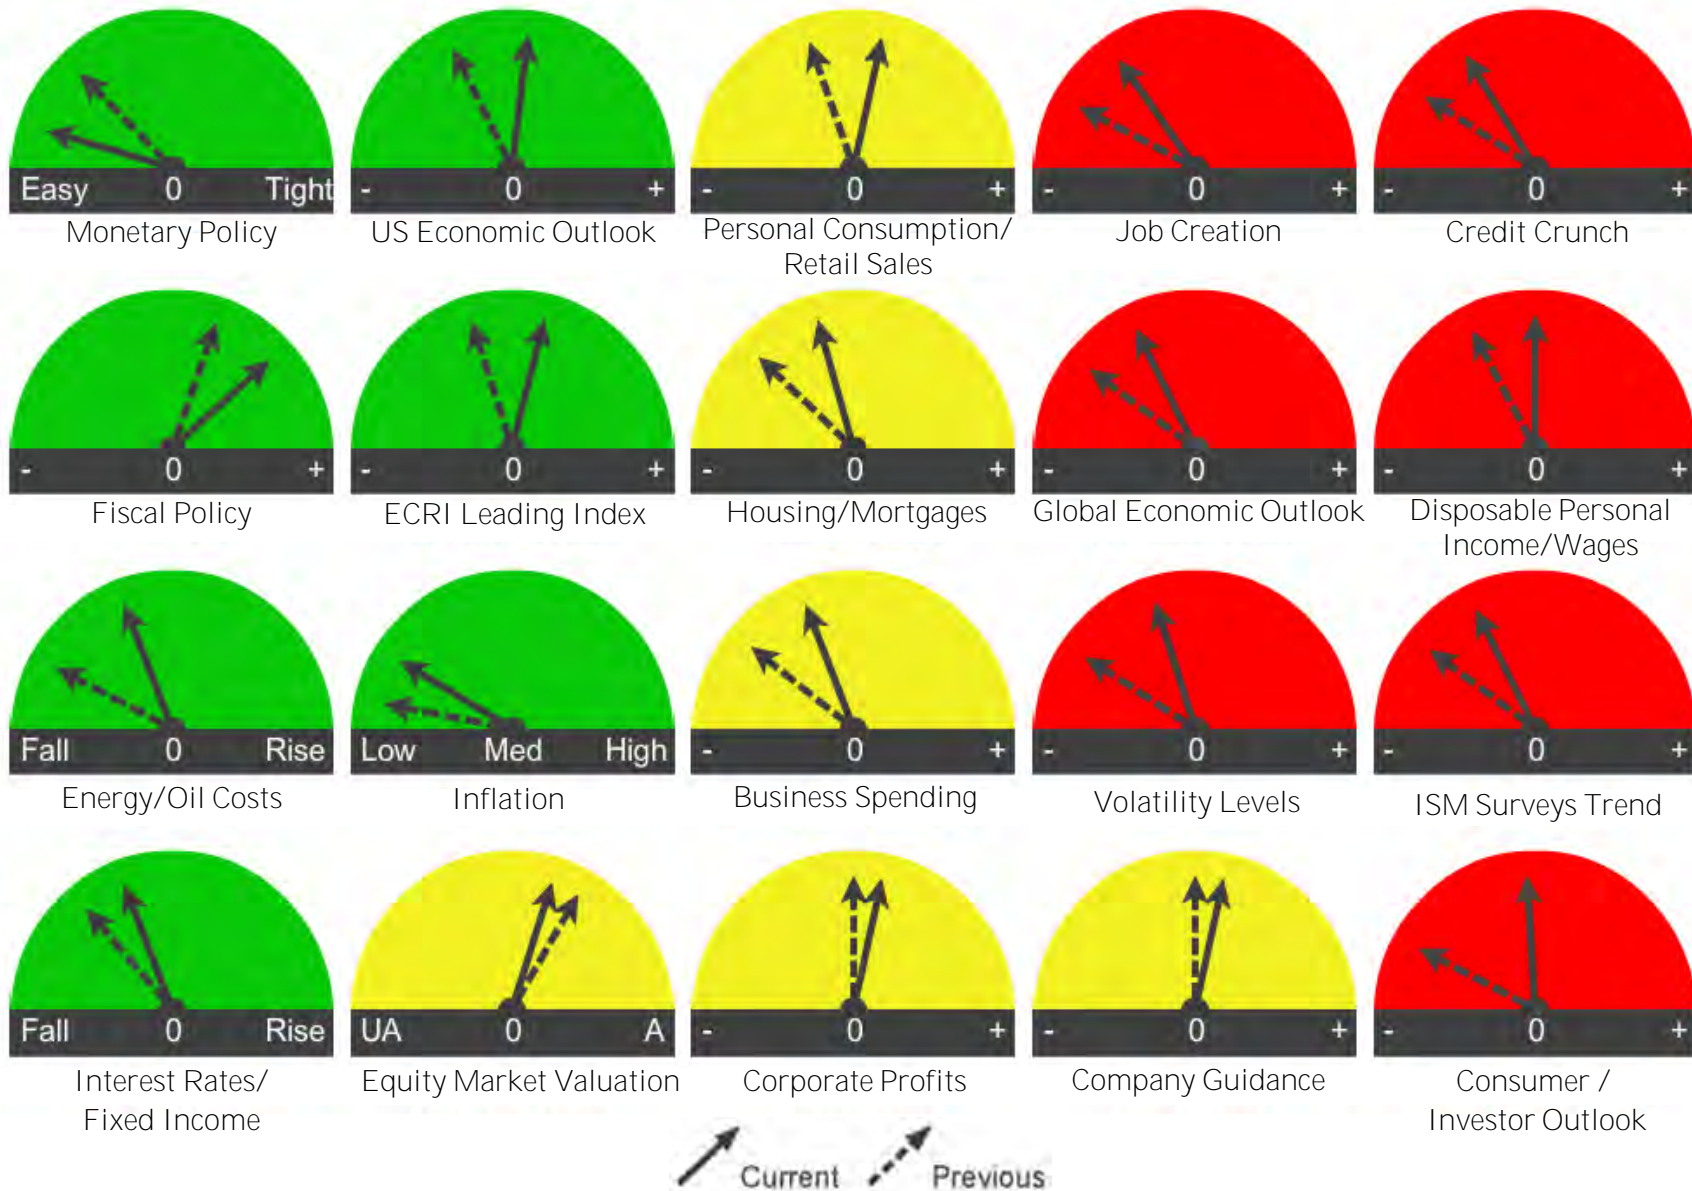 Easy 0 Tight
- 0 +
- 0 +
- 0 +
- 0 +
Monetary Policy
US Economic Outlook
Personal Consumption/
Retail Sales
Job Creation
Credit Crunch
- 0 +
- 0 +
- 0 +
- 0 +
- 0 +
Fiscal Policy
ECRI Leading Index
Housing/Mortgages
Global Economic Outlook
Disposable Personal
Income/Wages
Fall 0 Rise
Low Med High
- 0 +
- 0 +
- 0 +
Energy/Oil Costs
Inflation
Business Spending
Volatility Levels
ISM Surveys Trend
Fall 0 Rise
UA 0 A
- 0 +
- 0 +
- 0 +
Interest Rates/
Fixed Income
Equity Market Valuation
Corporate Profits
Company Guidance
Consumer /
Investor Outlook
Current Previous